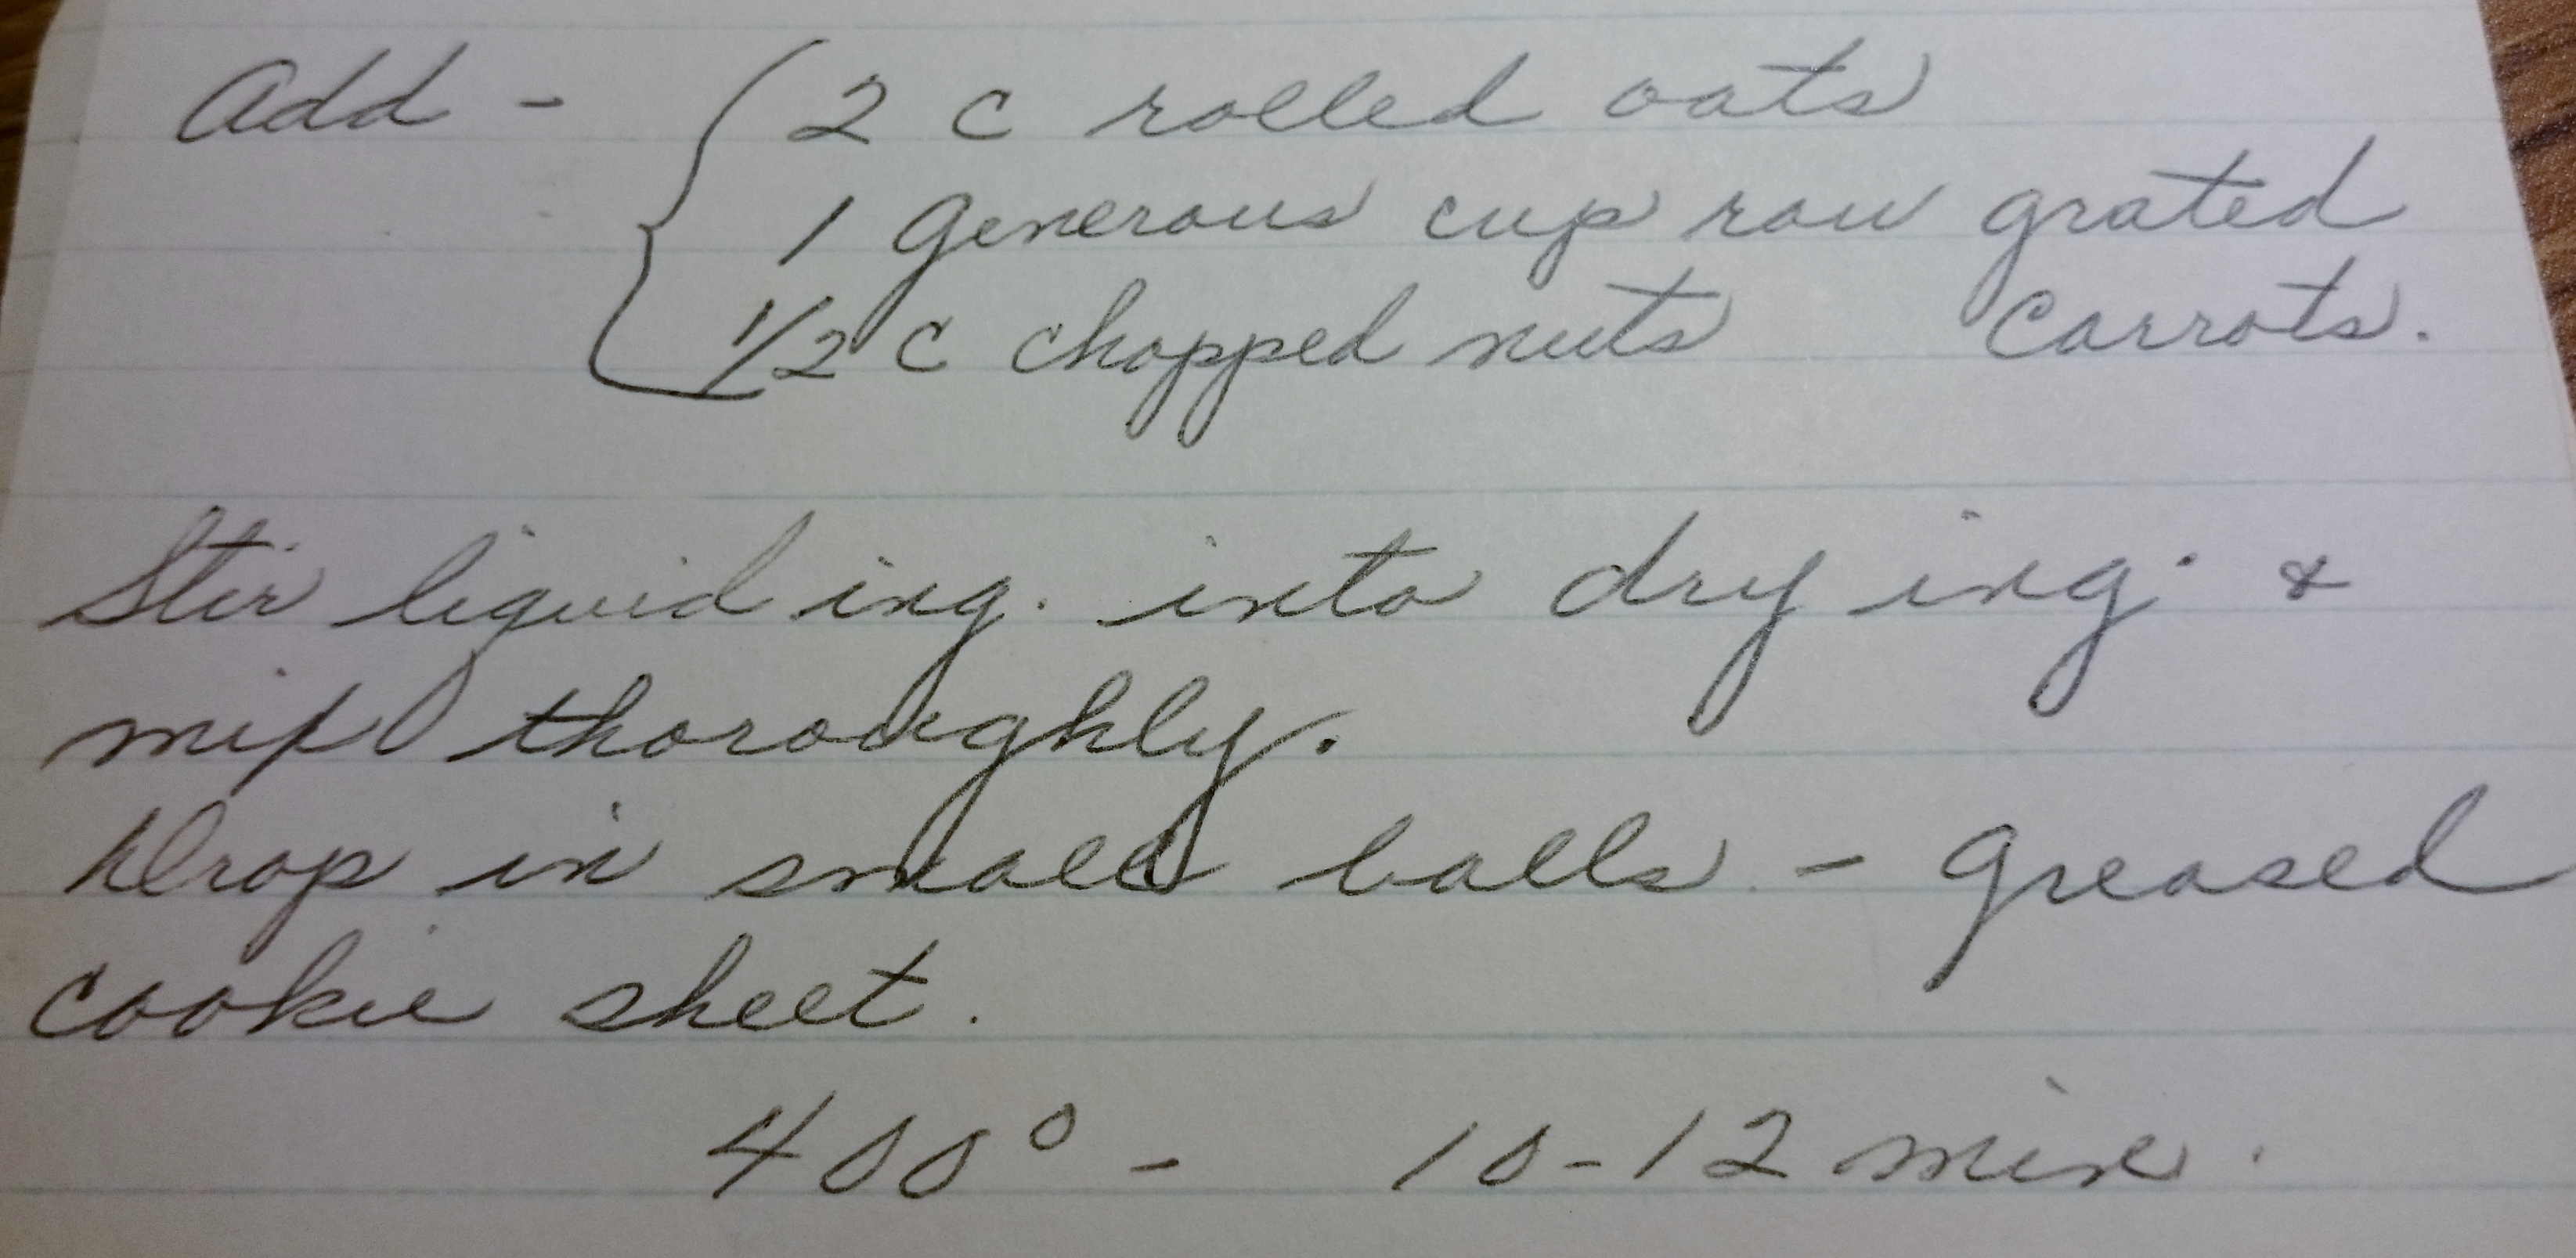 Add - { 2 c rolled oats
1 generous cup raw grated
1/2 c chopped nuts carrots.
Stir liquid ing. into dry ing. &
mix thoroughly.
Drop in small balls - greased
cookie sheet.
400° - 10-12 min.